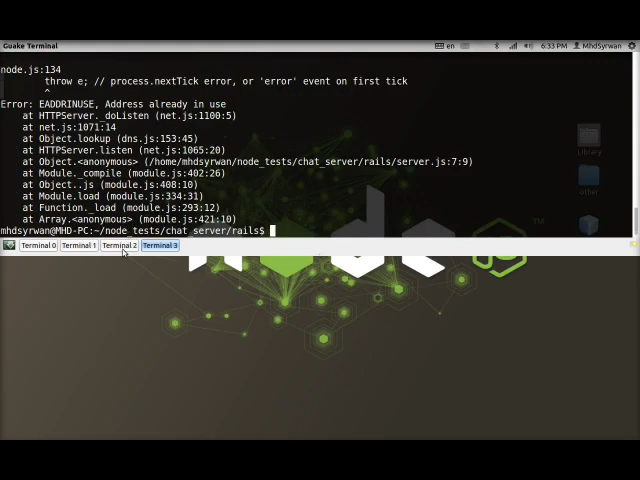 Guake Terminal
en
6:33 PM
MhdSyrwan
node.js:134
throw e; // process.nextTick error, or 'error' event on first tick
^
Error: EADDRINUSE, Address already in use
at HTTPServer._doListen (net.js:1100:5)
at net.js:1071:14
at Object.lookup (dns.js:153:45)
at HTTPServer.listen (net.js:1065:20)
at Object.<anonymous> (/home/mhdsyrwan/node_tests/chat_server/rails/server.js:7:9)
at Module._compile (module.js:402:26)
at Object..js (module.js:408:10)
at Module.load (module.js:334:31)
at Function._load (module.js:293:12)
at Array.<anonymous> (module.js:421:10)
mhdsyrwan@MHD-PC:~/node_tests/chat_server/rails$
Library
other
TM
Terminal 0
Terminal 1
Terminal 2
Terminal 3